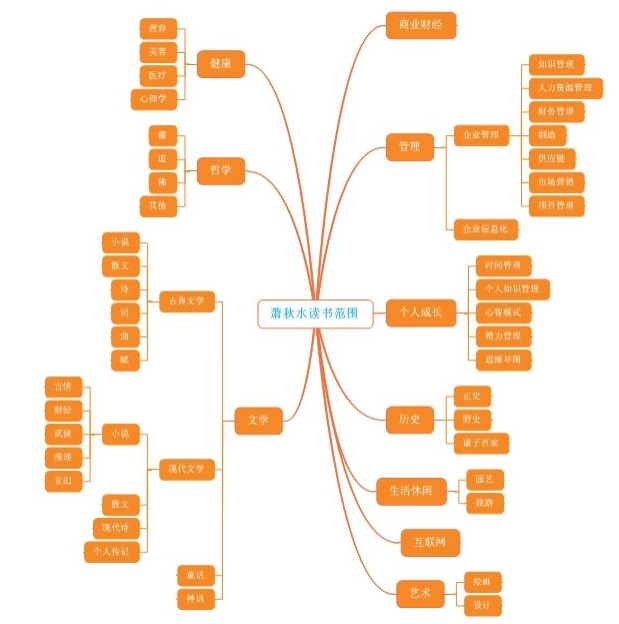 萧秋水读书范围
商业财经
管理
企业管理
知识管理
人力资源管理
财务管理
制造
供应链
市场营销
项目管理
企业信息化
个人成长
时间管理
个人知识管理
心智模式
精力管理
思维导图
历史
正史
野史
诸子百家
生活休闲
园艺
旅游
互联网
艺术
绘画
设计
健康
营养
美容
医疗
心理学
哲学
儒
道
佛
其他
文学
古典文学
小说
散文
诗
词
曲
赋
现代文学
小说
言情
财经
武侠
推理
玄幻
散文
现代诗
个人传记
童话
神话